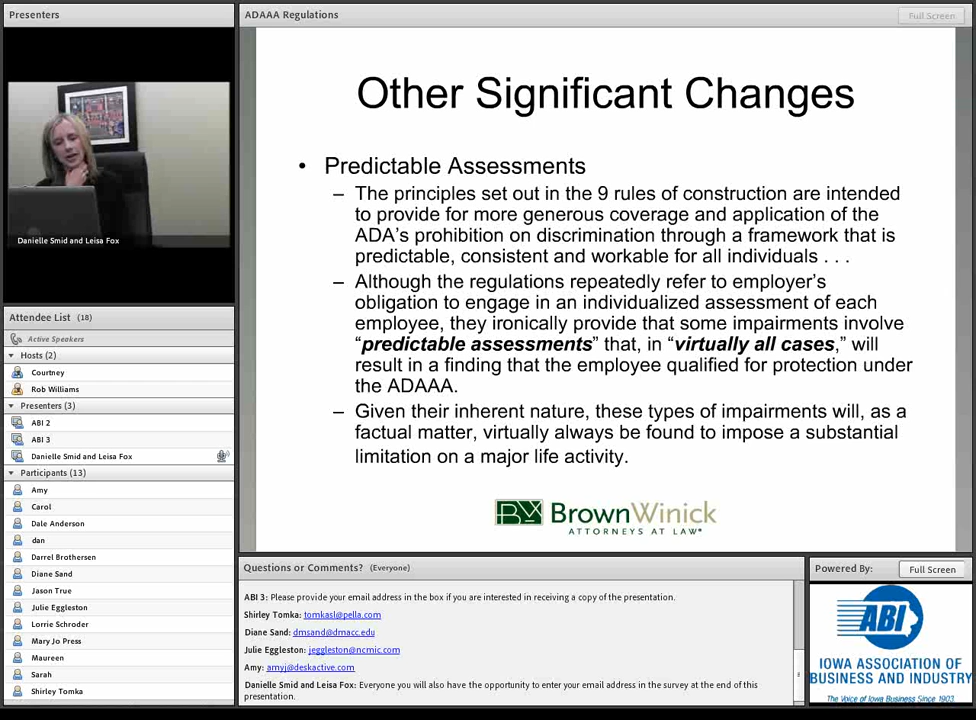 Presenters
Danielle Smid and Leisa Fox
Attendee List (18)
Active Speakers
Hosts (2)
Courtney
Rob Williams
Presenters (3)
ABI 2
ABI 3
Danielle Smid and Leisa Fox
Participants (13)
Amy
Carol
Dale Anderson
dan
Darrel Brothersen
Diane Sand
Jason True
Julie Eggleston
Lorrie Schroder
Mary Jo Press
Maureen
Sarah
Shirley Tomka
ADAAA Regulations
Full Screen
Other Significant Changes
• Predictable Assessments
– The principles set out in the 9 rules of construction are intended
to provide for more generous coverage and application of the
ADA's prohibition on discrimination through a framework that is
predictable, consistent and workable for all individuals . . .
– Although the regulations repeatedly refer to employer's
obligation to engage in an individualized assessment of each
employee, they ironically provide that some impairments involve
“predictable assessments” that, in “virtually all cases,” will
result in a finding that the employee qualified for protection under
the ADAAA.
– Given their inherent nature, these types of impairments will, as a
factual matter, virtually always be found to impose a substantial
limitation on a major life activity.
BrownWinick
ATTORNEYS AT LAW®
Questions or Comments? (Everyone)
ABI 3: Please provide your email address in the box if you are interested in receiving a copy of the presentation.
Shirley Tomka: tomkasl@pella.com
Diane Sand: dmsand@dmacc.edu
Julie Eggleston: jeggleston@ncmic.com
Amy: amyj@deskactive.com
Danielle Smid and Leisa Fox: Everyone you will also have the opportunity to enter your email address in the survey at the end of this
presentation.
Powered By:
Full Screen
ABI
IOWA ASSOCIATION OF
BUSINESS AND INDUSTRY
The Voice of Iowa Business Since 1903.